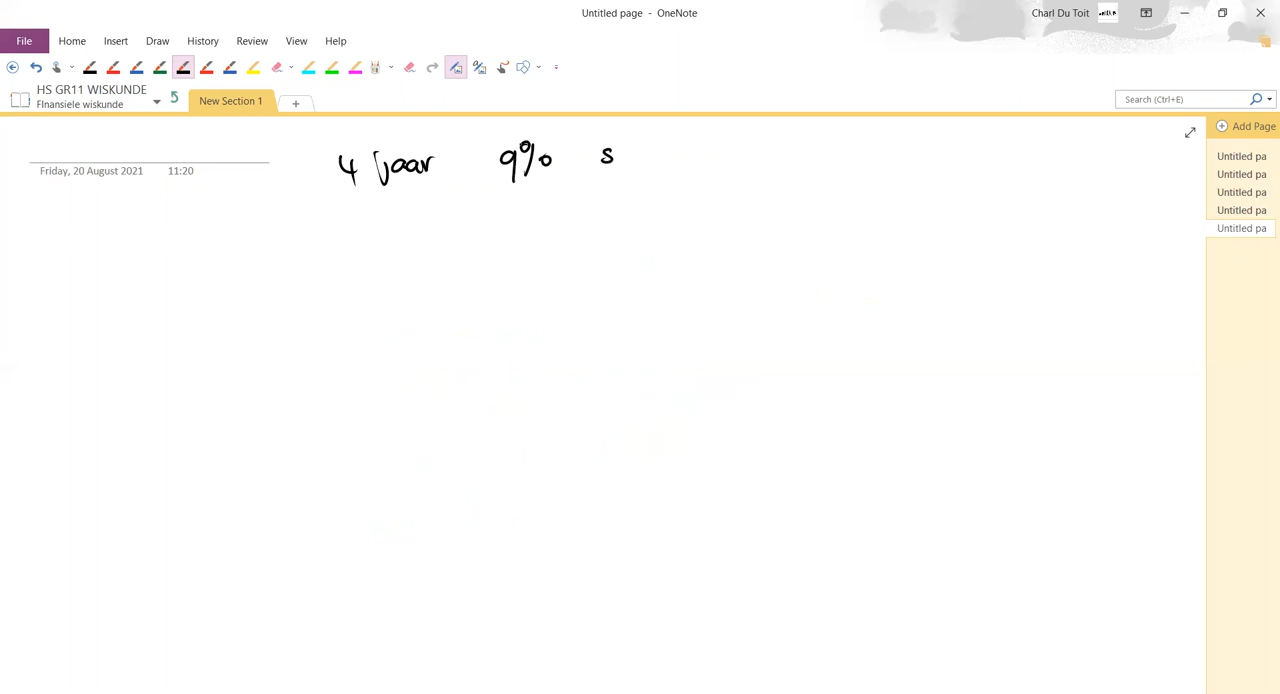 Untitled page - OneNote
Charl Du Toit
File Home Insert Draw History Review View Help
HS GR11 WISKUNDE
FInansiele wiskunde
New Section 1
Search (Ctrl+E)
Add Page
4 jaar 9% s
Friday, 20 August 2021 11:20
Untitled pa
Untitled pa
Untitled pa
Untitled pa
Untitled pa